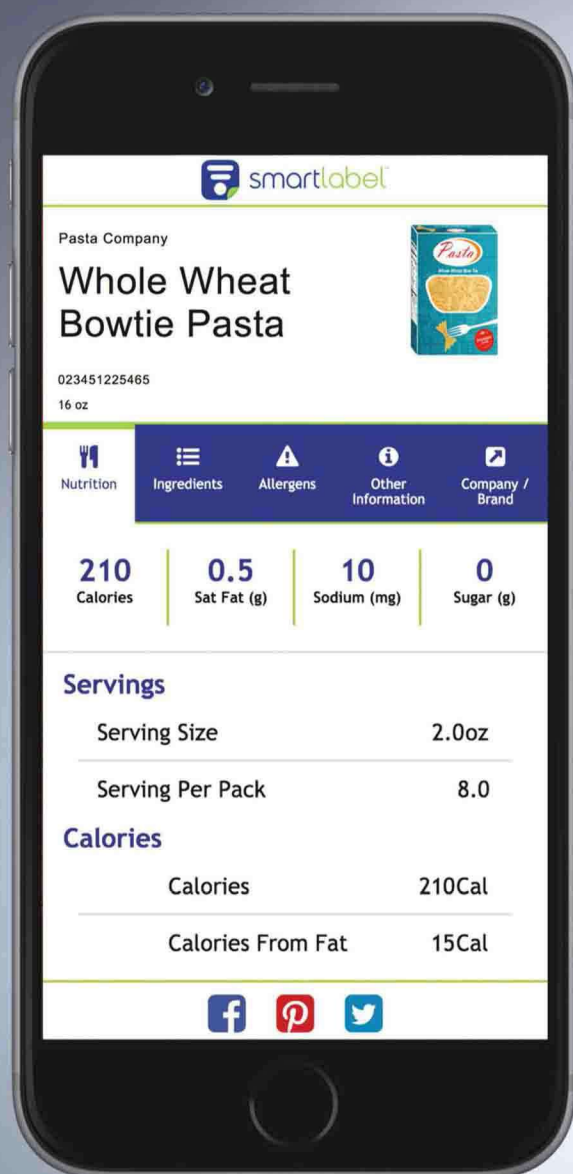 smartlabel™
Pasta Company
Whole Wheat
Bowtie Pasta
Pasta
023451225465
16 oz
Nutrition
Ingredients
Allergens
Other
Information
Company /
Brand
210
Calories
0.5
Sat Fat (g)
10
Sodium (mg)
0
Sugar (g)
Servings
Serving Size 2.0oz
Serving Per Pack 8.0
Calories
Calories 210Cal
Calories From Fat 15Cal